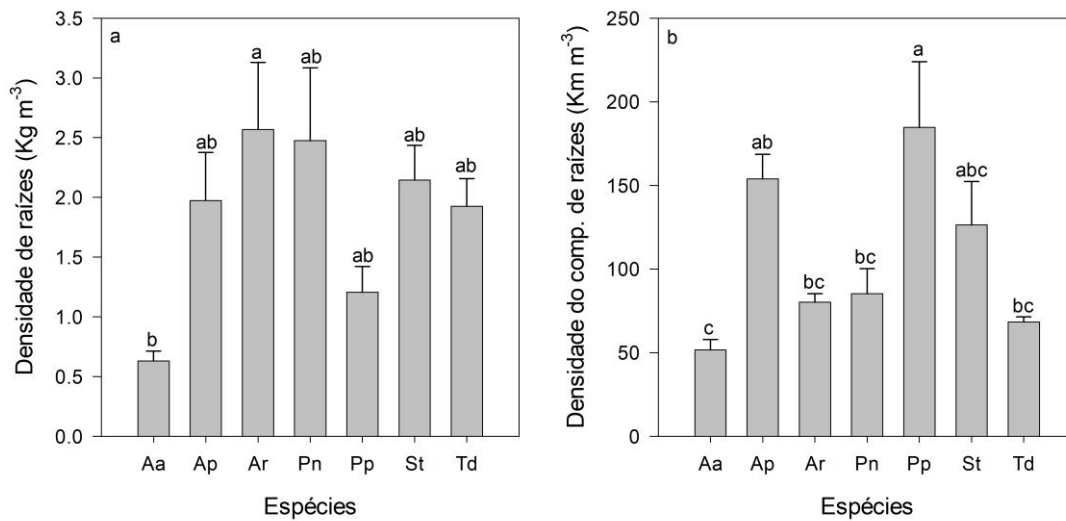 a
Densidade de raízes (Kg m⁻³)
3.5
3.0
2.5
2.0
1.5
1.0
0.5
0.0
b
ab
a
ab
ab
ab
ab
Aa Ap Ar Pn Pp St Td
Espécies
b
Densidade do comp. de raízes (Km m⁻³)
250
200
150
100
50
0
c
ab
bc
bc
a
abc
bc
Aa Ap Ar Pn Pp St Td
Espécies